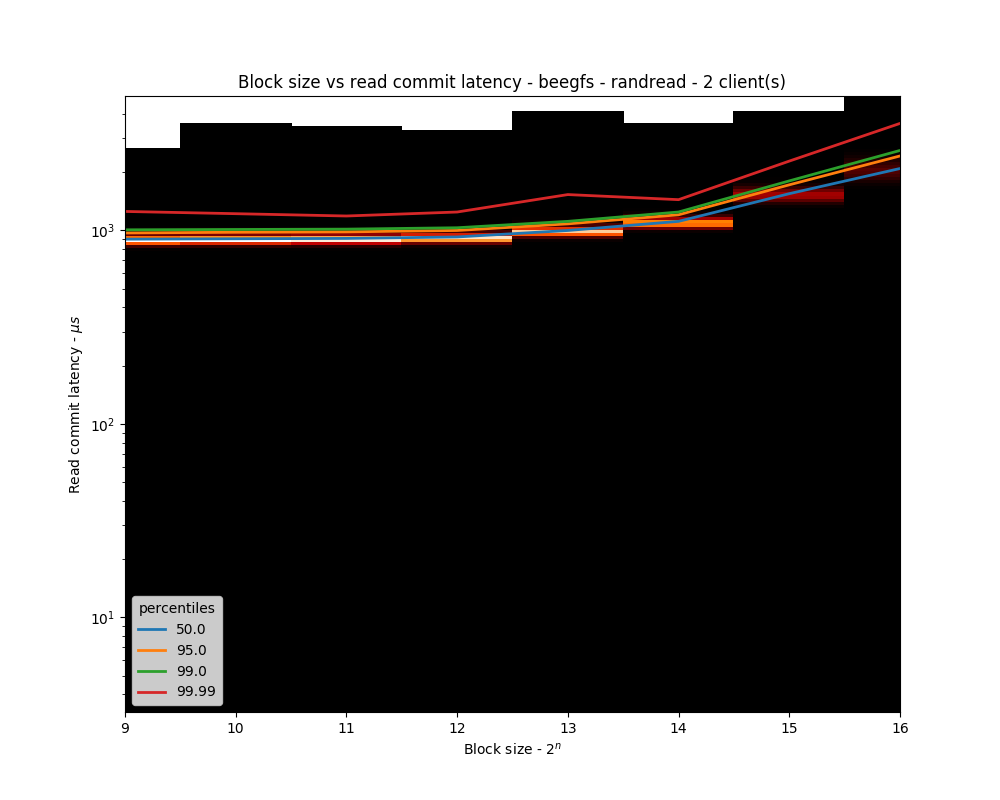 Block size vs read commit latency - beegfs - randread - 2 client(s)
Read commit latency - μs
10³
10²
10¹
percentiles
50.0
95.0
99.0
99.99
9 10 11 12 13 14 15 16
Block size - 2ⁿ